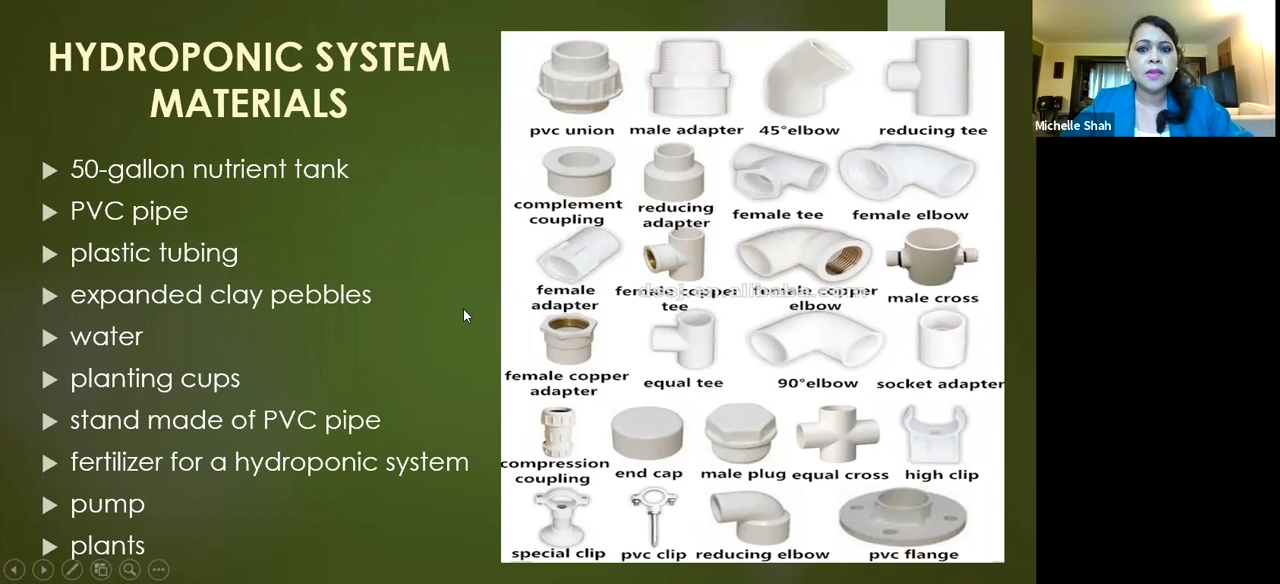 HYDROPONIC SYSTEM
MATERIALS
50-gallon nutrient tank
PVC pipe
plastic tubing
expanded clay pebbles
water
planting cups
stand made of PVC pipe
fertilizer for a hydroponic system
pump
plants
pvc union male adapter 45°elbow reducing tee
complement
coupling
reducing
adapter
female tee female elbow
female
adapter
female copper
tee
female copper
elbow
male cross
female copper
adapter
equal tee 90°elbow socket adapter
compression
coupling
end cap male plug equal cross high clip
special clip pvc clip reducing elbow pvc flange
Michelle Shah